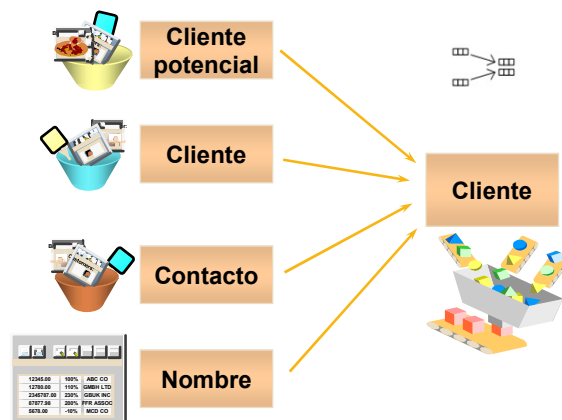 Cliente
potencial
Cliente
Cliente
Contacto
Nombre
12345.00 100% ABC CO
12780.00 110% GMBH LTD
2345787.00 230% GBUK INC
87877.98 200% FFR ASSOC
5678.00 -10% MCD CO